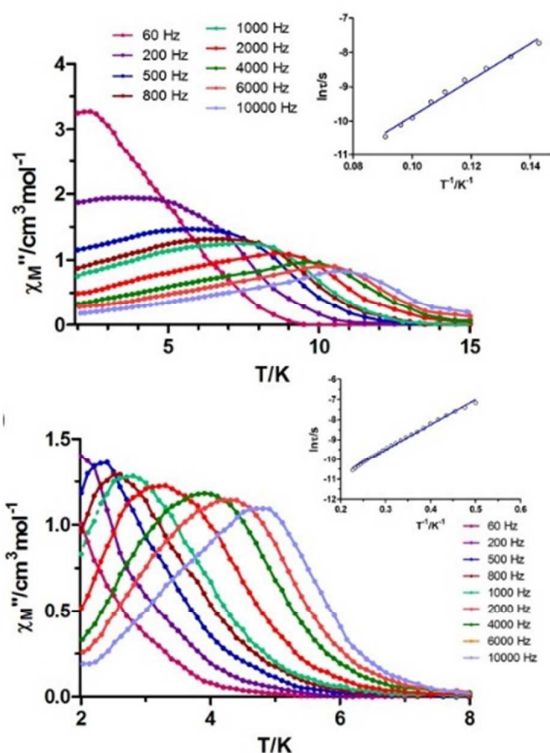 60 Hz
200 Hz
500 Hz
800 Hz
1000 Hz
2000 Hz
4000 Hz
6000 Hz
10000 Hz
-7
-8
-9
-10
-11
lnτ/s
0.08
0.10
0.12
0.14
T⁻¹/K⁻¹
4
3
2
1
0
χM''/cm³mol⁻¹
5
10
15
T/K
-5
-6
-7
-8
-9
-10
-11
-12
lnτ/s
0.2
0.3
0.4
0.5
0.6
T⁻¹/K⁻¹
1.5
1.0
0.5
0.0
χM''/cm³mol⁻¹
60 Hz
200 Hz
500 Hz
800 Hz
1000 Hz
2000 Hz
4000 Hz
6000 Hz
10000 Hz
2
4
6
8
T/K